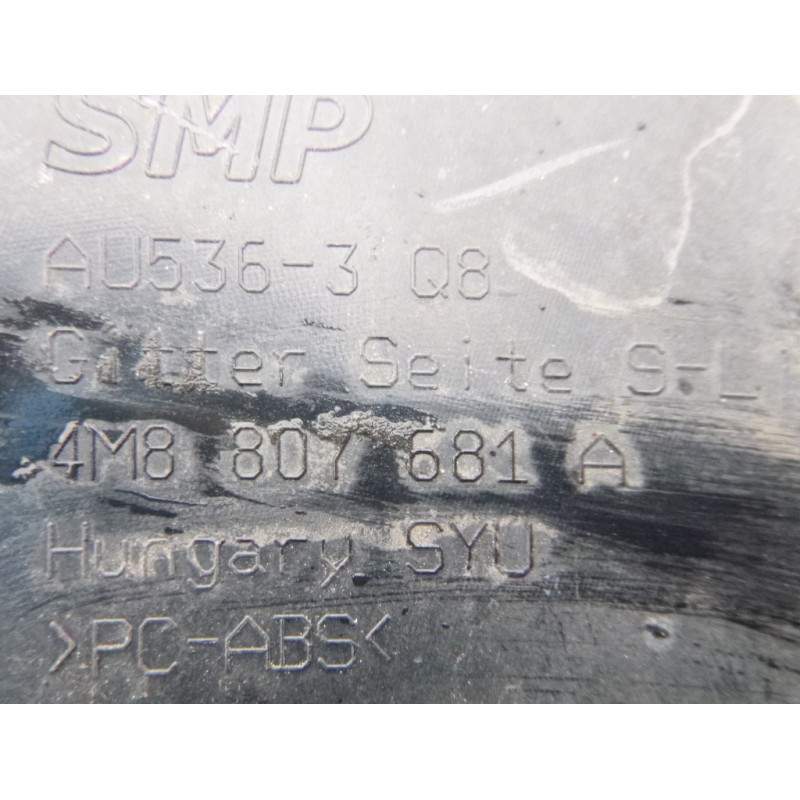 SMP
AU536-3 Q8
Gitter Seite S-L
4M8 807 681 A
Hungary SYU
>PC-ABS<